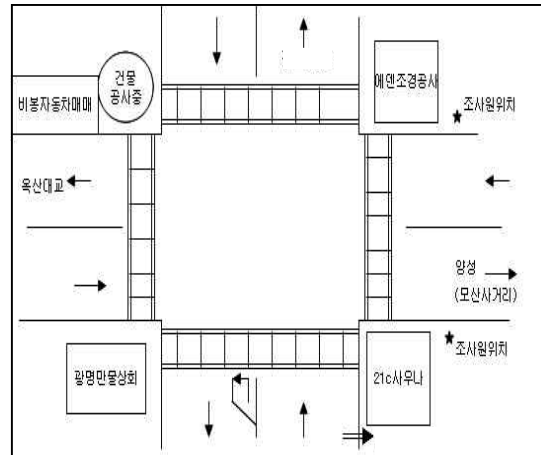 건물
공사중
비봉자동차매매
에덴조경공사
조사원위치
옥산대교
양성
(모산사거리)
조사원위치
광명만물상회
21c사우나